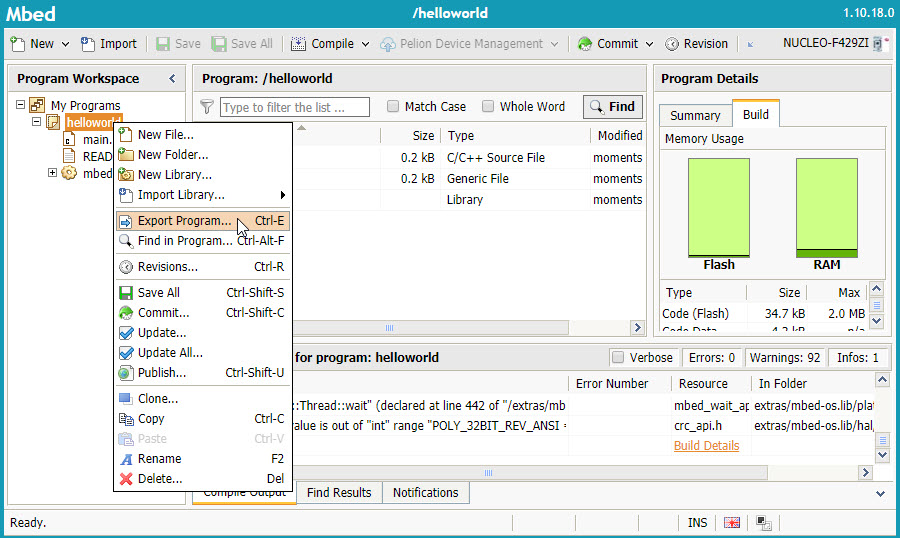 Mbed /helloworld 1.10.18.0
New Import Save Save All Compile Pelion Device Management Commit Revision NUCLEO-F429ZI
Program Workspace
My Programs
helloworld
main.
READ
mbed
New File...
New Folder...
New Library...
Import Library...
Export Program... Ctrl-E
Find in Program... Ctrl-Alt-F
Revisions... Ctrl-R
Save All Ctrl-Shift-S
Commit... Ctrl-Shift-C
Update...
Update All...
Publish... Ctrl-Shift-U
Clone...
Copy Ctrl-C
Paste Ctrl-V
Rename F2
Delete... Del
Program: /helloworld
Type to filter the list ... Match Case Whole Word Find
Size Type Modified
0.2 kB C/C++ Source File moments
0.2 kB Generic File moments
Library moments
Program Details
Summary Build
Memory Usage
Flash RAM
Type Size Max
Code (Flash) 34.7 kB 2.0 MB
Code Data 4.2 kB n/a
for program: helloworld Verbose Errors: 0 Warnings: 92 Infos: 1
Error Number Resource In Folder
::Thread::wait" (declared at line 442 of "/extras/mb mbed_wait_ap extras/mbed-os.lib/plat
value is out of "int" range "POLY_32BIT_REV_ANSI = crc_api.h extras/mbed-os.lib/hal,
Build Details
Compile Output Find Results Notifications
Ready. INS